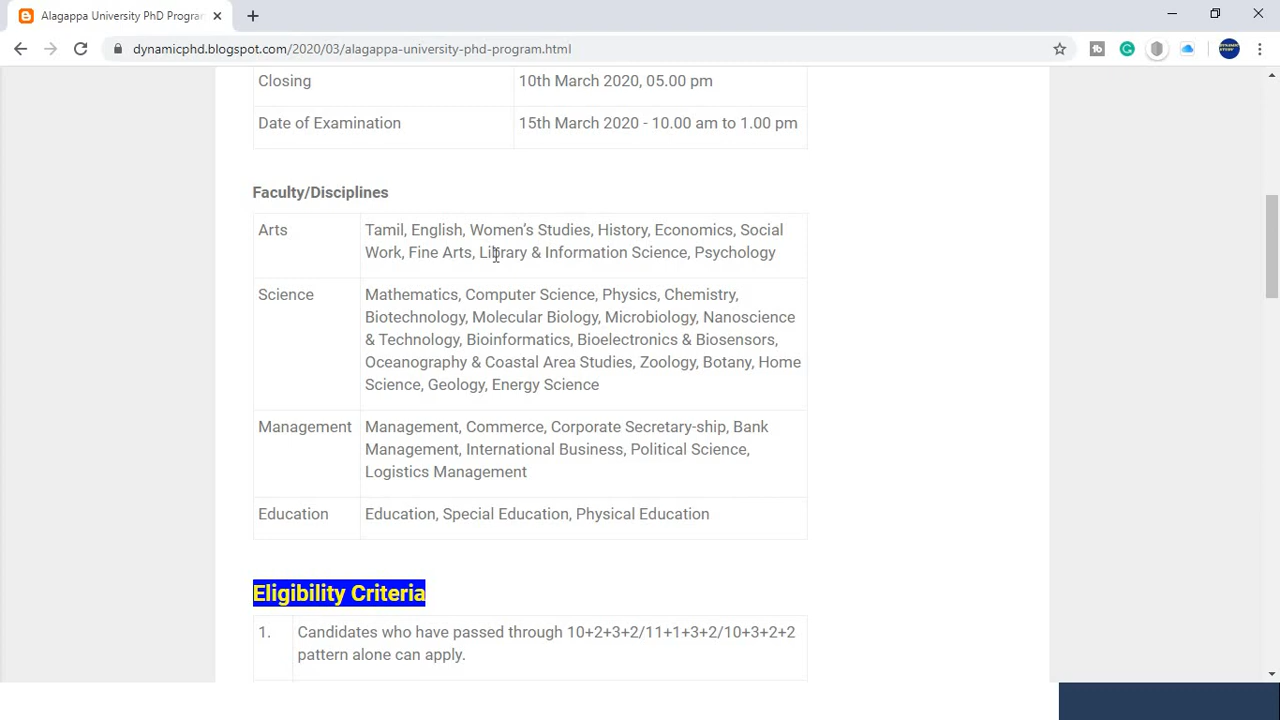 Alagappa University PhD Progra
dynamicphd.blogspot.com/2020/03/alagappa-university-phd-program.html
Closing
10th March 2020, 05.00 pm
Date of Examination
15th March 2020 - 10.00 am to 1.00 pm
Faculty/Disciplines
Arts
Tamil, English, Women's Studies, History, Economics, Social
Work, Fine Arts, Library & Information Science, Psychology
Science
Mathematics, Computer Science, Physics, Chemistry,
Biotechnology, Molecular Biology, Microbiology, Nanoscience
& Technology, Bioinformatics, Bioelectronics & Biosensors,
Oceanography & Coastal Area Studies, Zoology, Botany, Home
Science, Geology, Energy Science
Management
Management, Commerce, Corporate Secretary-ship, Bank
Management, International Business, Political Science,
Logistics Management
Education
Education, Special Education, Physical Education
Eligibility Criteria
1.
Candidates who have passed through 10+2+3+2/11+1+3+2/10+3+2+2
pattern alone can apply.